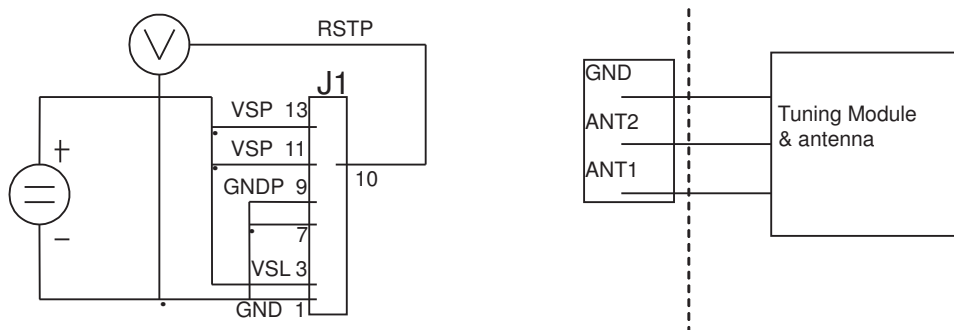 RSTP
V
J1
VSP 13
VSP 11
10
GNDP 9
7
VSL 3
GND 1
+
−
GND
ANT2
ANT1
Tuning Module
& antenna